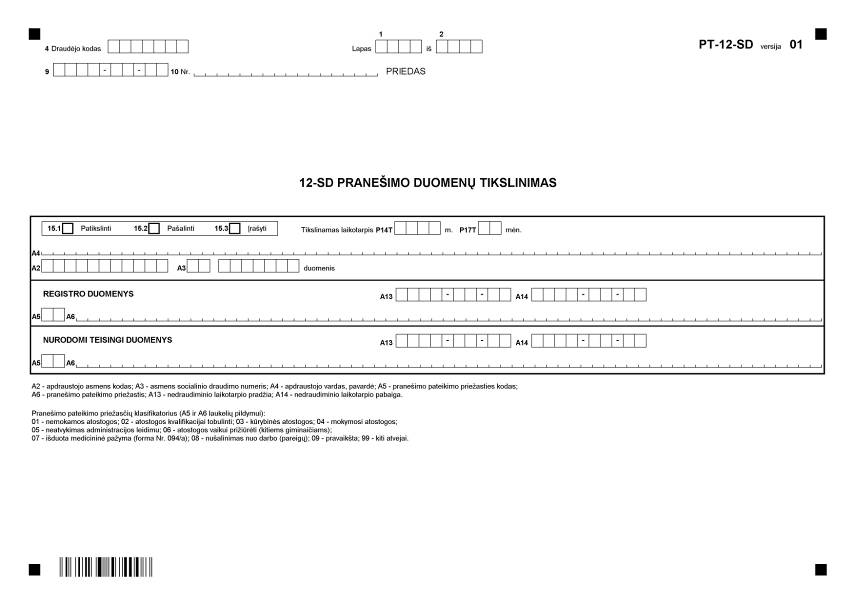 1 2
4 Draudėjo kodas Lapas iš PT-12-SD versija 01
9 - - 10 Nr. PRIEDAS
12-SD PRANEŠIMO DUOMENŲ TIKSLINIMAS
15.1 Patikslinti 15.2 Pašalinti 15.3 Įrašyti Tikslinamas laikotarpis P14T m. P17T mėn.
A4
A2 A3 duomenis
REGISTRO DUOMENYS A13 - - A14 - -
A5 A6
NURODOMI TEISINGI DUOMENYS A13 - - A14 - -
A5 A6
A2 - apdraustojo asmens kodas; A3 - asmens socialinio draudimo numeris; A4 - apdraustojo vardas, pavardė; A5 - pranešimo pateikimo priežasties kodas;
A6 - pranešimo pateikimo priežastis; A13 - nedraudiminio laikotarpio pradžia; A14 - nedraudiminio laikotarpio pabaiga.
Pranešimo pateikimo priežasčių klasifikatorius (A5 ir A6 laukelių pildymui):
01 - nemokamos atostogos; 02 - atostogos kvalifikacijai tobulinti; 03 - kūrybinės atostogos; 04 - mokymosi atostogos;
05 - neatvykimas administracijos leidimu; 06 - atostogos vaikui prižiūrėti (kitiems giminaičiams);
07 - išduota medicininė pažyma (forma Nr. 094/a); 08 - nušalinimas nuo darbo (pareigų); 09 - pravaikšta; 99 - kiti atvejai.